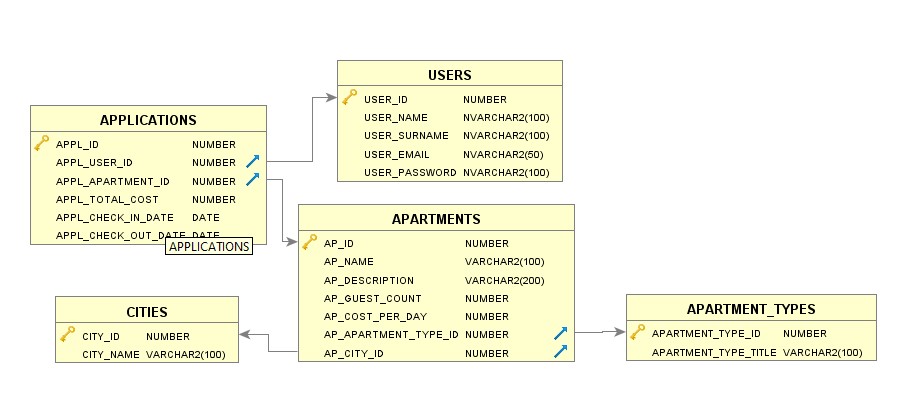 USERS
USER_ID NUMBER
USER_NAME NVARCHAR2(100)
USER_SURNAME NVARCHAR2(100)
USER_EMAIL NVARCHAR2(50)
USER_PASSWORD NVARCHAR2(100)
APPLICATIONS
APPL_ID NUMBER
APPL_USER_ID NUMBER
APPL_APARTMENT_ID NUMBER
APPL_TOTAL_COST NUMBER
APPL_CHECK_IN_DATE DATE
APPL_CHECK_OUT_DATE DATE
APPLICATIONS
APARTMENTS
AP_ID NUMBER
AP_NAME VARCHAR2(100)
AP_DESCRIPTION VARCHAR2(200)
AP_GUEST_COUNT NUMBER
AP_COST_PER_DAY NUMBER
AP_APARTMENT_TYPE_ID NUMBER
AP_CITY_ID NUMBER
CITIES
CITY_ID NUMBER
CITY_NAME VARCHAR2(100)
APARTMENT_TYPES
APARTMENT_TYPE_ID NUMBER
APARTMENT_TYPE_TITLE VARCHAR2(100)